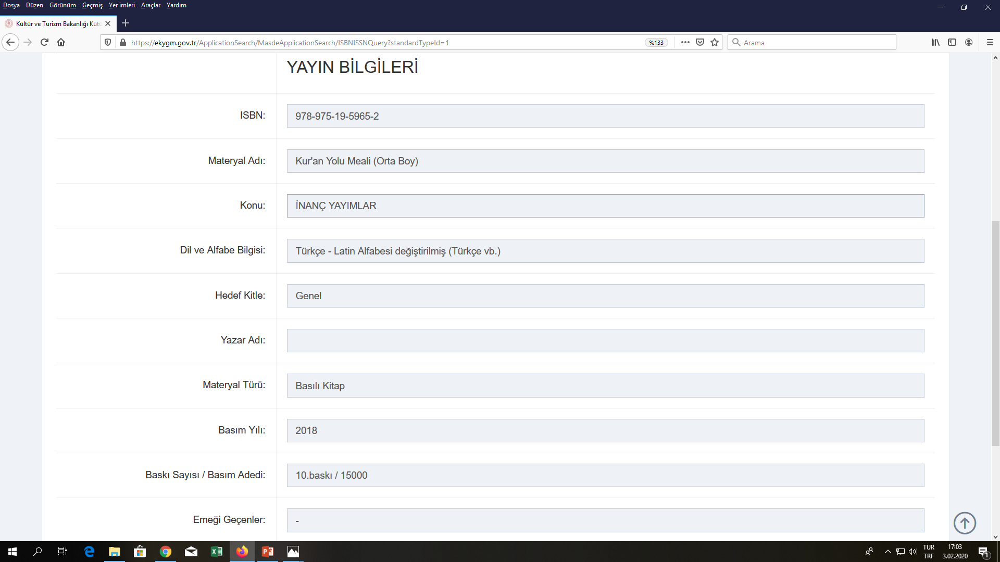 Dosya Düzen Görünüm Geçmiş Yer imleri Araçlar Yardım
Kültür ve Turizm Bakanlığı Kütü
https://ekygm.gov.tr/ApplicationSearch/MasdeApplicationSearch/ISBNISSNQuery?standardTypeId=1
%133
Arama
YAYIN BİLGİLERİ
ISBN: 978-975-19-5965-2
Materyal Adı: Kur'an Yolu Meali (Orta Boy)
Konu: İNANÇ YAYIMLAR
Dil ve Alfabe Bilgisi: Türkçe - Latin Alfabesi değiştirilmiş (Türkçe vb.)
Hedef Kitle: Genel
Yazar Adı:
Materyal Türü: Basılı Kitap
Basım Yılı: 2018
Baskı Sayısı / Basım Adedi: 10.baskı / 15000
Emeği Geçenler: -
TUR 17:03
TRF 3.02.2020
1